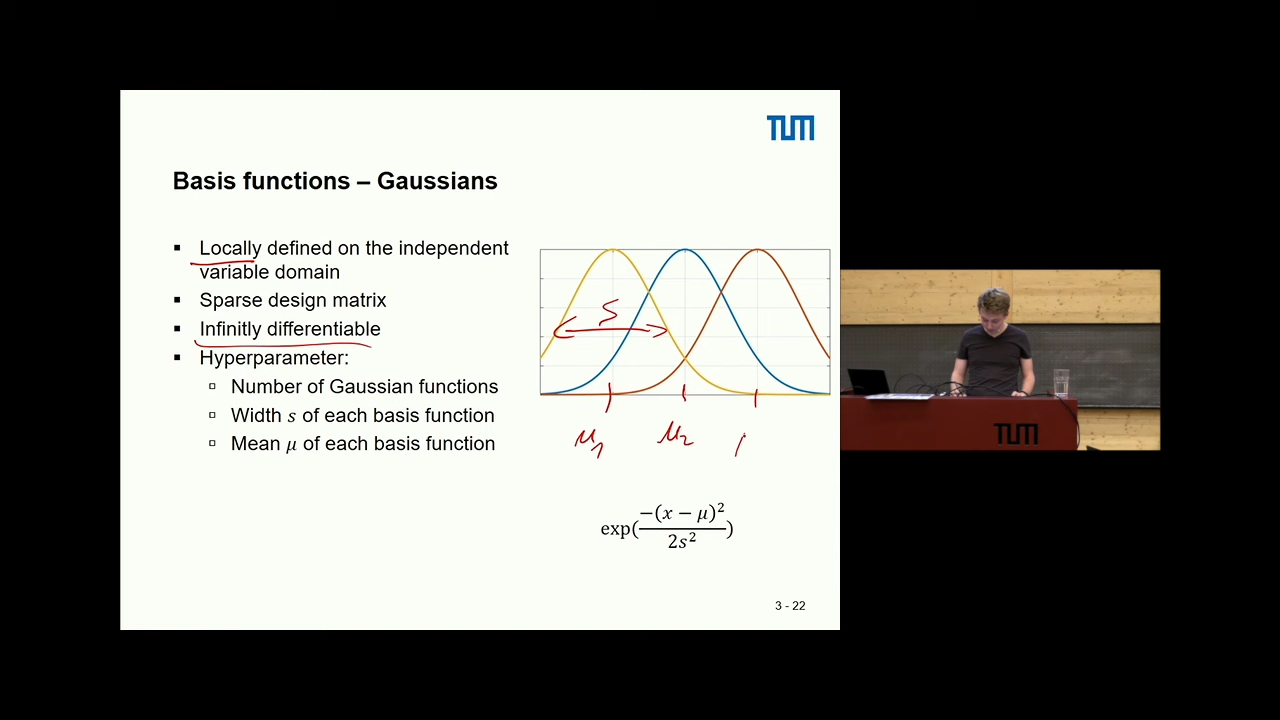 TUM
Basis functions – Gaussians
▪ Locally defined on the independent
variable domain
▪ Sparse design matrix
▪ Infinitly differentiable
▪ Hyperparameter:
▫ Number of Gaussian functions
▫ Width s of each basis function
▫ Mean μ of each basis function
S
μ1 μ2
exp(−(x − μ)²/2s²)
3 - 22
TUM